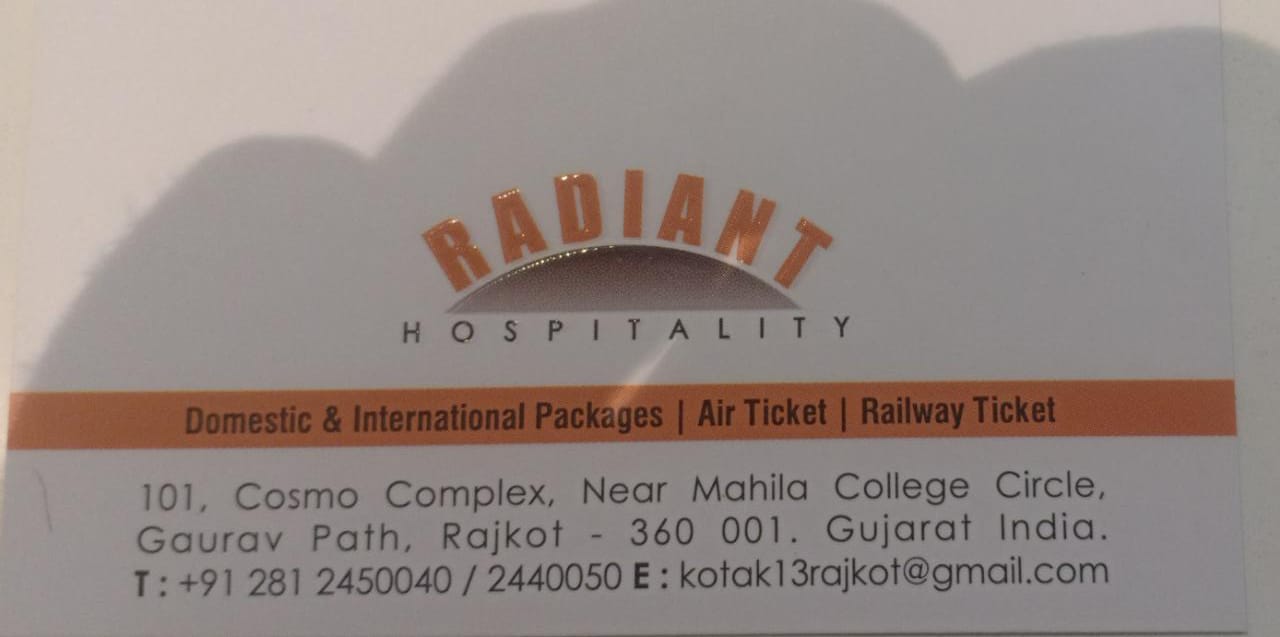 RADIANT
HOSPITALITY
Domestic & International Packages | Air Ticket | Railway Ticket
101, Cosmo Complex, Near Mahila College Circle,
Gaurav Path, Rajkot - 360 001. Gujarat India.
T : +91 281 2450040 / 2440050 E : kotak13rajkot@gmail.com